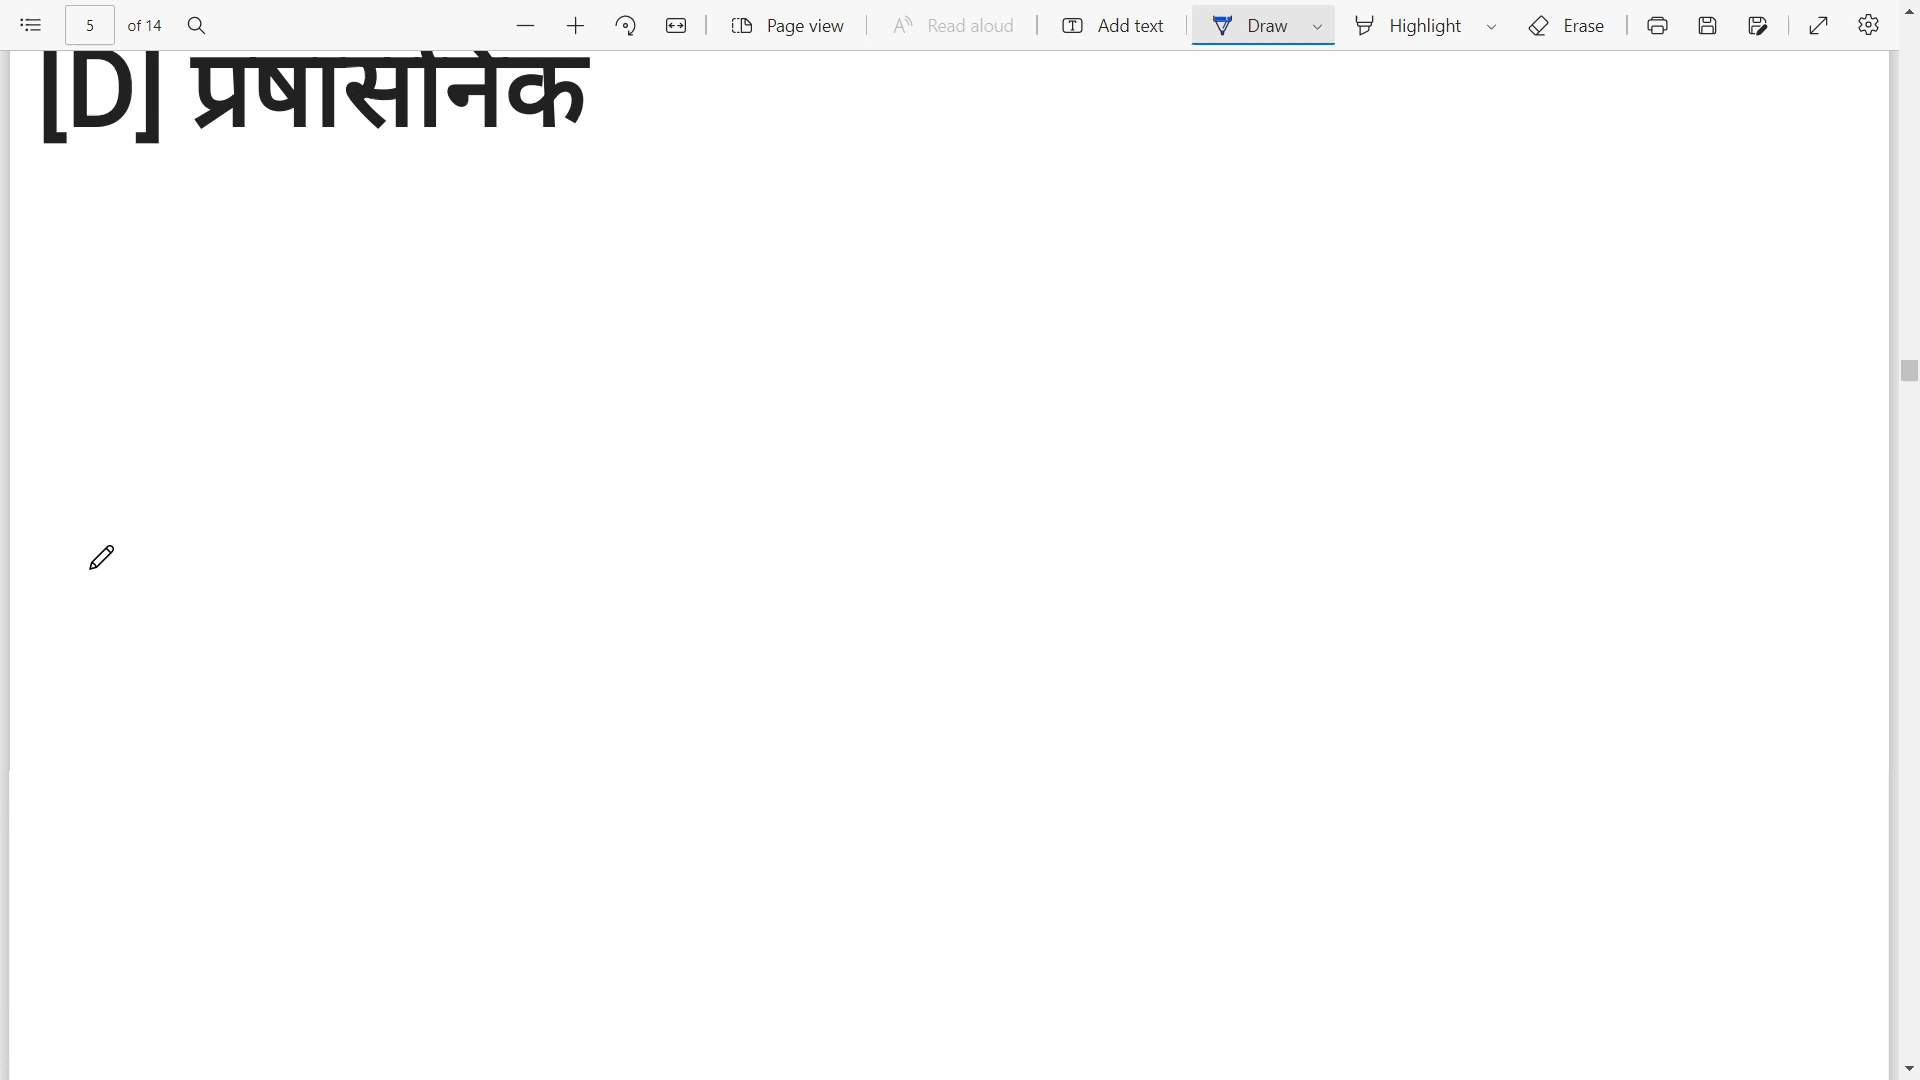 5 of 14 Page view Read aloud Add text Draw Highlight Erase
[D] प्रषासनिक